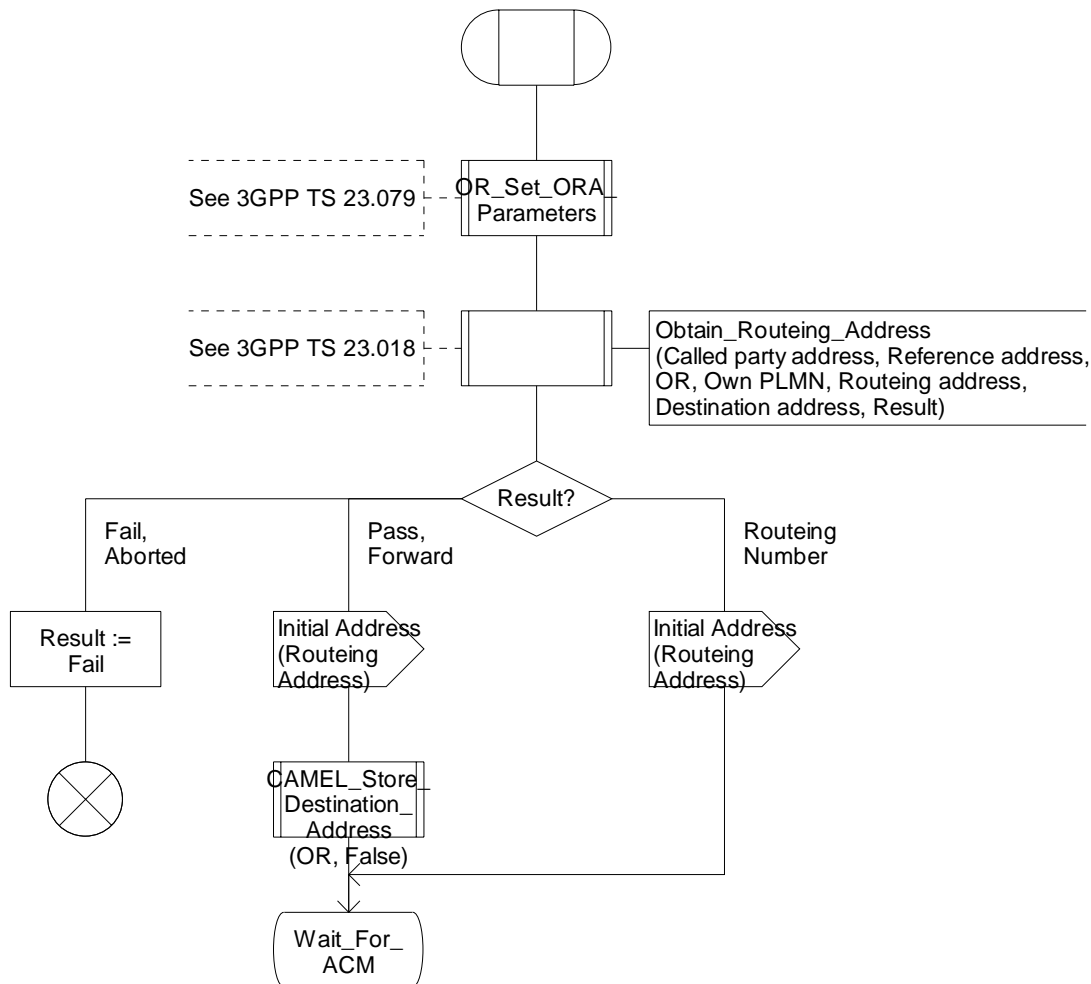 See 3GPP TS 23.079
OR_Set_ORA_
Parameters
See 3GPP TS 23.018
Obtain_Routeing_Address
(Called party address, Reference address,
OR, Own PLMN, Routeing address,
Destination address, Result)
Result?
Fail,
Aborted
Pass,
Forward
Routeing
Number
Result :=
Fail
Initial Address
(Routeing
Address)
Initial Address
(Routeing
Address)
CAMEL_Store_
Destination_
Address
(OR, False)
Wait_For_
ACM